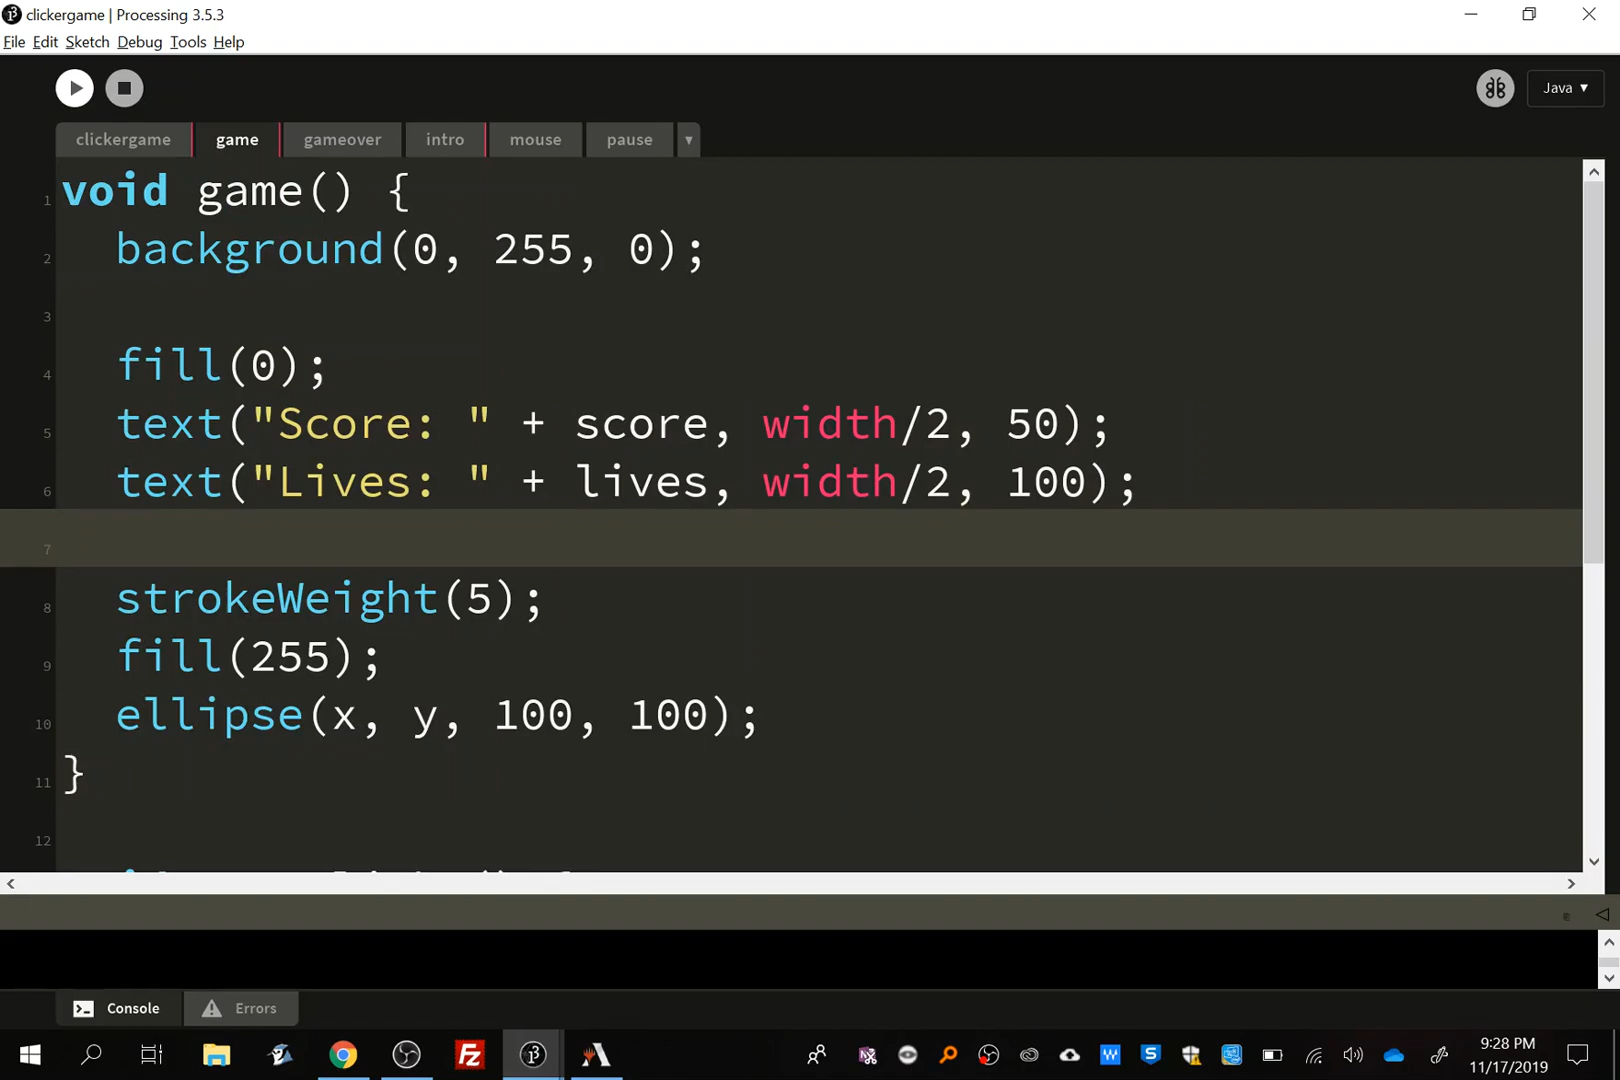 clickergame | Processing 3.5.3
File Edit Sketch Debug Tools Help
Java ▾
clickergame game gameover intro mouse pause ▾
1 void game() {
2 background(0, 255, 0);
3
4 fill(0);
5 text("Score: " + score, width/2, 50);
6 text("Lives: " + lives, width/2, 100);
7
8 strokeWeight(5);
9 fill(255);
10 ellipse(x, y, 100, 100);
11 }
12
Console Errors
9:28 PM
11/17/2019